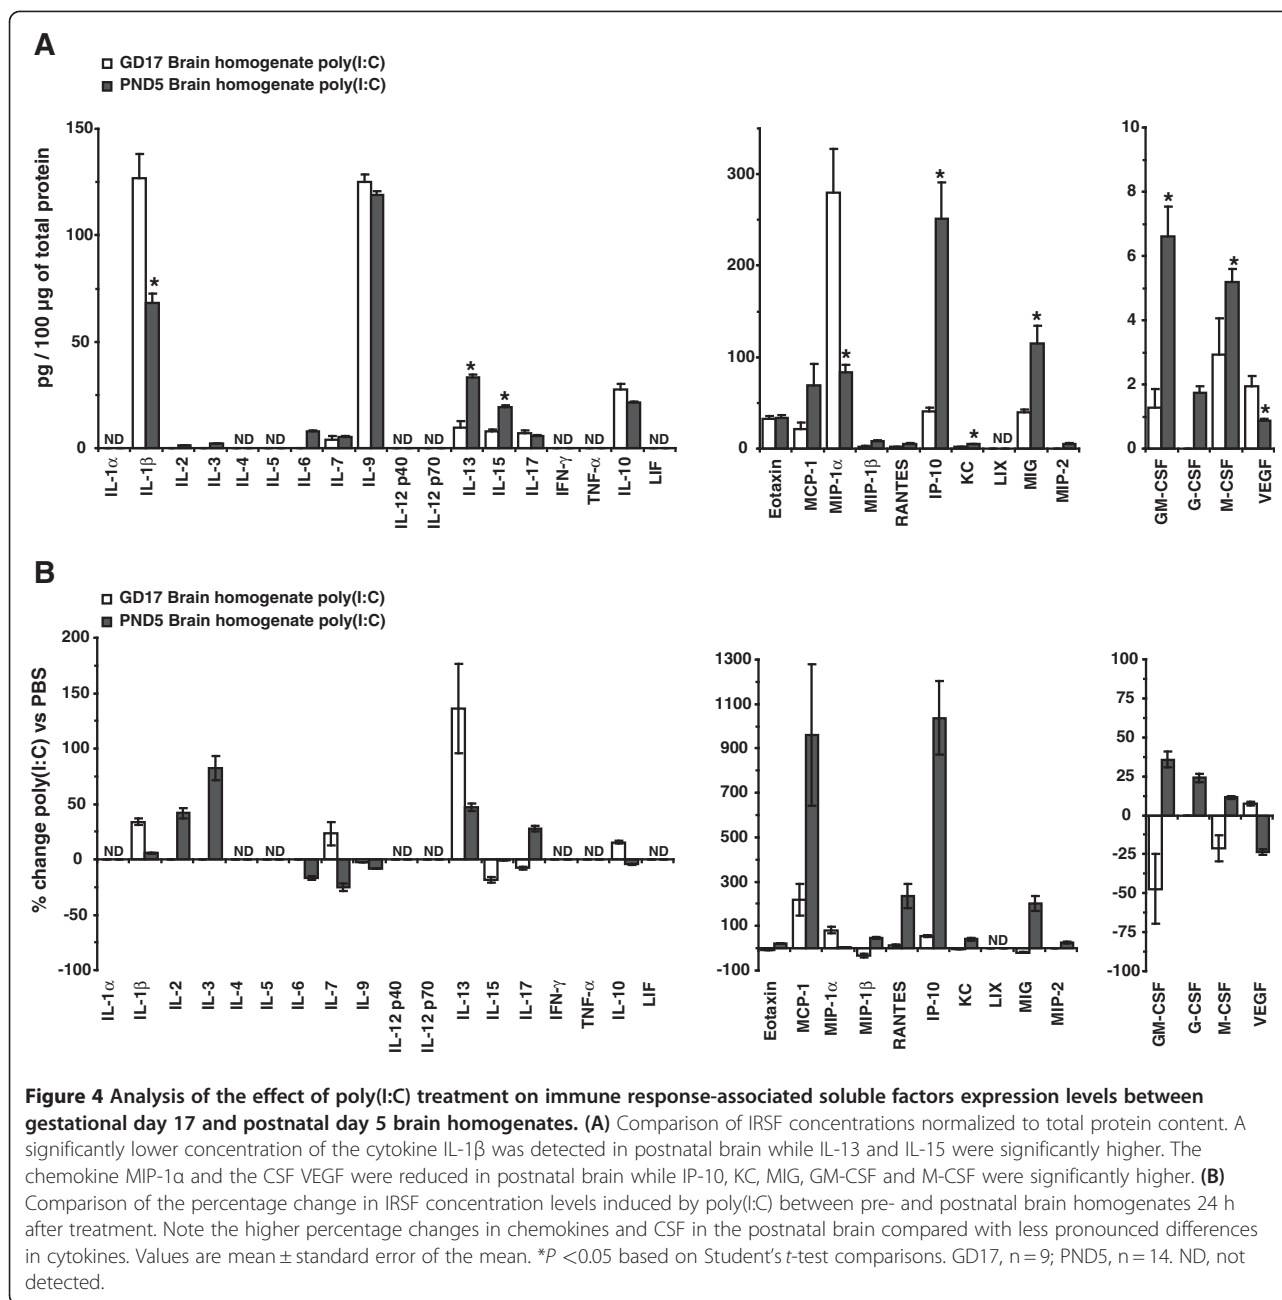 A
GD17 Brain homogenate poly(I:C)
PND5 Brain homogenate poly(I:C)
pg / 100 µg of total protein
150
100
50
0
ND ND ND ND ND ND ND ND
*
*
*
IL-1α IL-1β IL-2 IL-3 IL-4 IL-5 IL-6 IL-7 IL-9 IL-12 p40 IL-12 p70 IL-13 IL-15 IL-17 IFN-γ TNF-α IL-10 LIF
300
200
100
0
*
*
*
ND
*
Eotaxin MCP-1 MIP-1α MIP-1β RANTES IP-10 KC LIX MIG MIP-2
10
8
6
4
2
0
*
*
*
GM-CSF G-CSF M-CSF VEGF
B
GD17 Brain homogenate poly(I:C)
PND5 Brain homogenate poly(I:C)
% change poly(I:C) vs PBS
200
150
100
50
0
-50
-100
ND ND ND ND ND ND ND ND
IL-1α IL-1β IL-2 IL-3 IL-4 IL-5 IL-6 IL-7 IL-9 IL-12 p40 IL-12 p70 IL-13 IL-15 IL-17 IFN-γ TNF-α IL-10 LIF
1300
1100
900
700
500
300
100
-100
ND
Eotaxin MCP-1 MIP-1α MIP-1β RANTES IP-10 KC LIX MIG MIP-2
100
75
50
25
0
-25
-50
-75
-100
GM-CSF G-CSF M-CSF VEGF
Figure 4 Analysis of the effect of poly(I:C) treatment on immune response-associated soluble factors expression levels between
gestational day 17 and postnatal day 5 brain homogenates. (A) Comparison of IRSF concentrations normalized to total protein content. A
significantly lower concentration of the cytokine IL-1β was detected in postnatal brain while IL-13 and IL-15 were significantly higher. The
chemokine MIP-1α and the CSF VEGF were reduced in postnatal brain while IP-10, KC, MIG, GM-CSF and M-CSF were significantly higher. (B)
Comparison of the percentage change in IRSF concentration levels induced by poly(I:C) between pre- and postnatal brain homogenates 24 h
after treatment. Note the higher percentage changes in chemokines and CSF in the postnatal brain compared with less pronounced differences
in cytokines. Values are mean ± standard error of the mean. *P <0.05 based on Student's t-test comparisons. GD17, n = 9; PND5, n = 14. ND, not
detected.